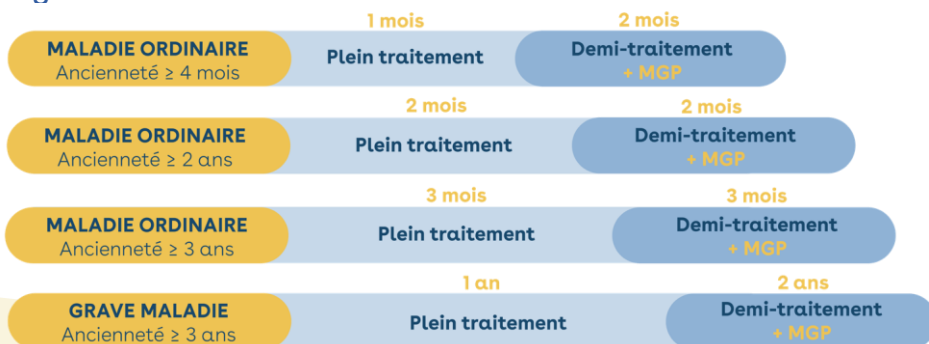 1 mois 2 mois
MALADIE ORDINAIRE Plein traitement Demi-traitement
Ancienneté ≥ 4 mois + MGP
2 mois 2 mois
MALADIE ORDINAIRE Plein traitement Demi-traitement
Ancienneté ≥ 2 ans + MGP
3 mois 3 mois
MALADIE ORDINAIRE Plein traitement Demi-traitement
Ancienneté ≥ 3 ans + MGP
1 an 2 ans
GRAVE MALADIE Plein traitement Demi-traitement
Ancienneté ≥ 3 ans + MGP